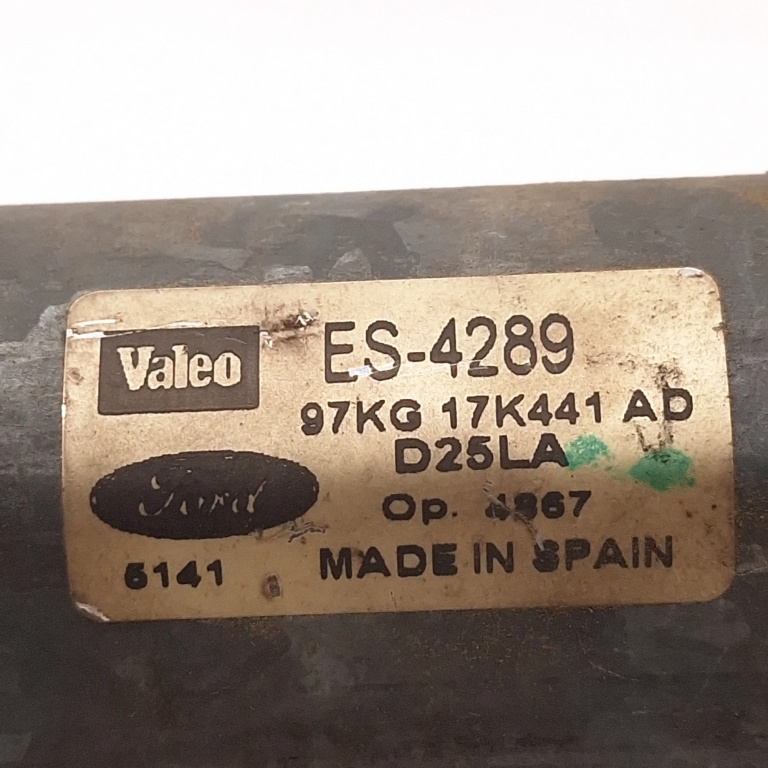 Valeo
ES-4289
97KG 17K441 AD
D25LA
Ford
Op.
5141
MADE IN SPAIN